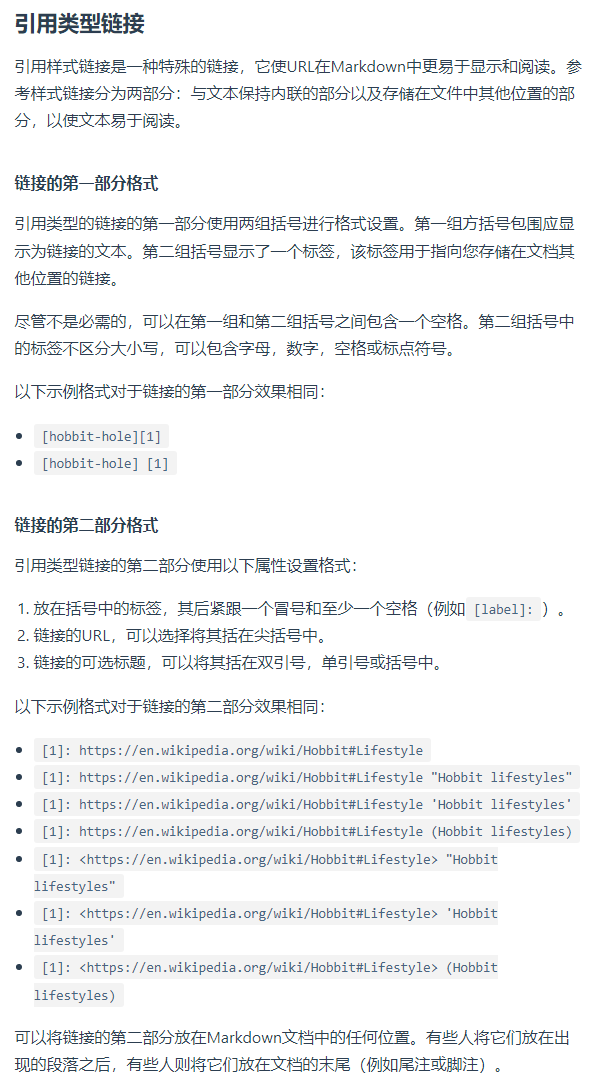 引用类型链接
引用样式链接是一种特殊的链接，它使URL在Markdown中更易于显示和阅读。参
考样式链接分为两部分：与文本保持内联的部分以及存储在文件中其他位置的部
分，以使文本易于阅读。
链接的第一部分格式
引用类型的链接的第一部分使用两组括号进行格式设置。第一组方括号包围应显
示为链接的文本。第二组括号显示了一个标签，该标签用于指向您存储在文档其
他位置的链接。
尽管不是必需的，可以在第一组和第二组括号之间包含一个空格。第二组括号中
的标签不区分大小写，可以包含字母，数字，空格或标点符号。
以下示例格式对于链接的第一部分效果相同：
• [hobbit-hole][1]
• [hobbit-hole] [1]
链接的第二部分格式
引用类型链接的第二部分使用以下属性设置格式：
1. 放在括号中的标签，其后紧跟一个冒号和至少一个空格（例如 [label]: ）。
2. 链接的URL，可以选择将其括在尖括号中。
3. 链接的可选标题，可以将其括在双引号，单引号或括号中。
以下示例格式对于链接的第二部分效果相同：
• [1]: https://en.wikipedia.org/wiki/Hobbit#Lifestyle
• [1]: https://en.wikipedia.org/wiki/Hobbit#Lifestyle "Hobbit lifestyles"
• [1]: https://en.wikipedia.org/wiki/Hobbit#Lifestyle 'Hobbit lifestyles'
• [1]: https://en.wikipedia.org/wiki/Hobbit#Lifestyle (Hobbit lifestyles)
• [1]: <https://en.wikipedia.org/wiki/Hobbit#Lifestyle> "Hobbit
lifestyles"
• [1]: <https://en.wikipedia.org/wiki/Hobbit#Lifestyle> 'Hobbit
lifestyles'
• [1]: <https://en.wikipedia.org/wiki/Hobbit#Lifestyle> (Hobbit
lifestyles)
可以将链接的第二部分放在Markdown文档中的任何位置。有些人将它们放在出
现的段落之后，有些人则将它们放在文档的末尾（例如尾注或脚注）。